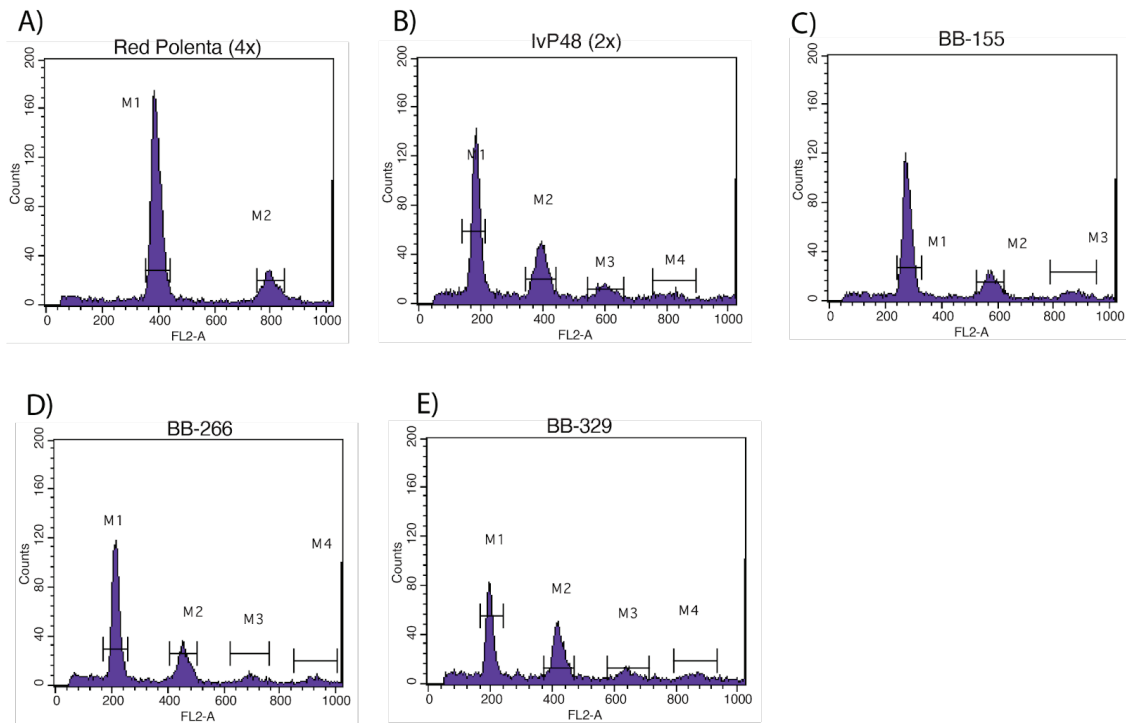 A)
Red Polenta (4x)
M1
M2
Counts
0 40 80 120 160 200
0 200 400 600 800 1000
FL2-A
B)
IvP48 (2x)
M1
M2
M3
M4
Counts
0 40 80 120 160 200
0 200 400 600 800 1000
FL2-A
C)
BB-155
M1
M2
M3
Counts
0 40 80 120 160 200
0 200 400 600 800 1000
FL2-A
D)
BB-266
M1
M2
M3
M4
Counts
0 40 80 120 160 200
0 200 400 600 800 1000
FL2-A
E)
BB-329
M1
M2
M3
M4
Counts
0 40 80 120 160 200
0 200 400 600 800 1000
FL2-A